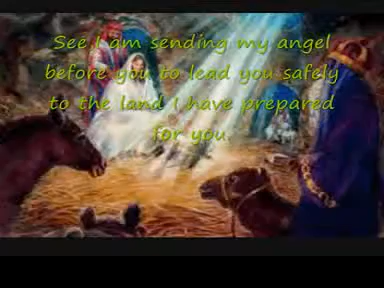 See I am sending my angel
before you to lead you safely
to the land I have prepared
for you